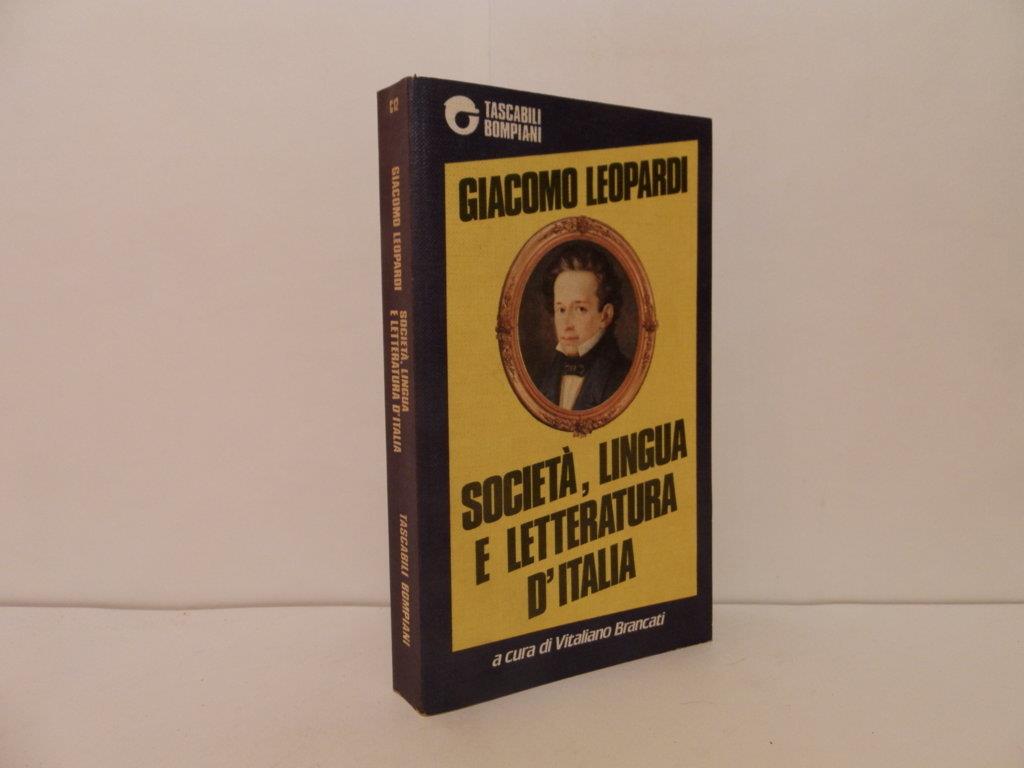 TASCABILI
BOMPIANI
GIACOMO LEOPARDI
SOCIETÀ, LINGUA
E LETTERATURA
D'ITALIA
a cura di Vitaliano Brancati
GIACOMO LEOPARDI
SOCIETÀ, LINGUA
E LETTERATURA D'ITALIA
TASCABILI BOMPIANI